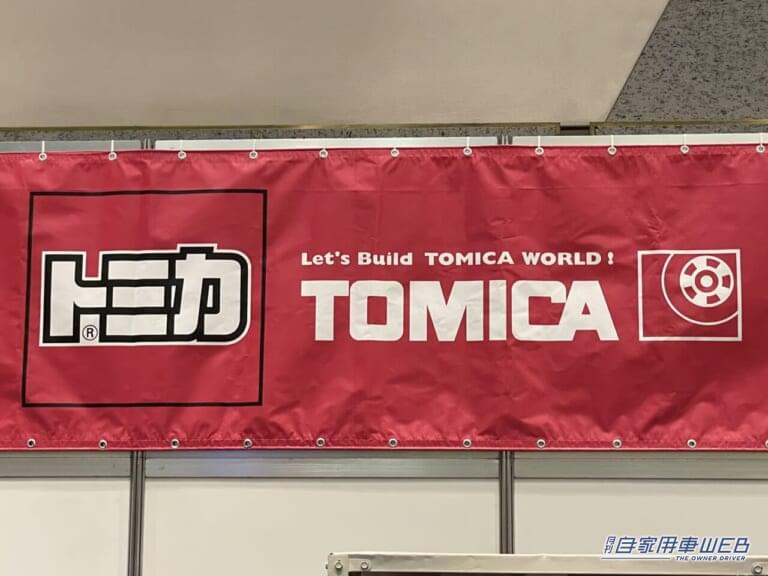 トミカ
®
Let's Build TOMICA WORLD!
TOMICA
月刊自家用車WEB
THE OWNER DRIVER